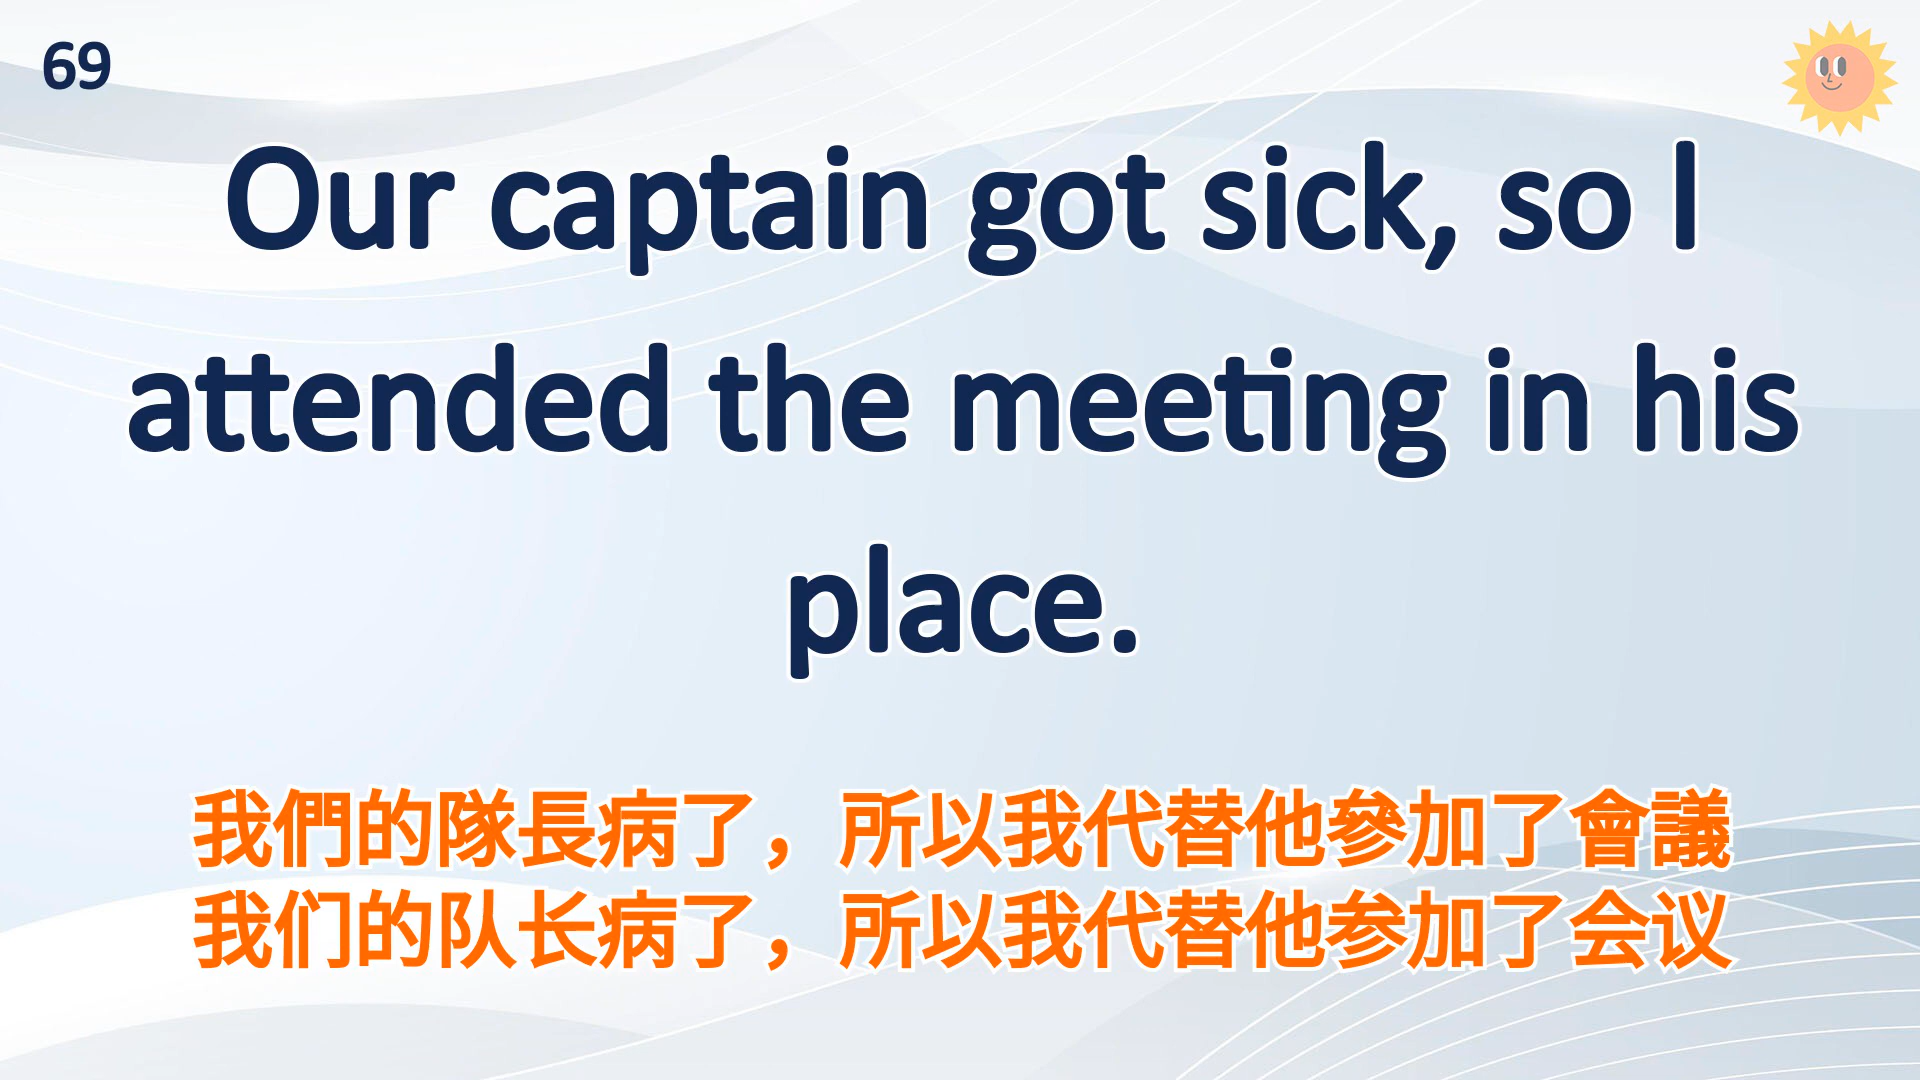 69
Our captain got sick, so I
attended the meeting in his
place.
我們的隊長病了，所以我代替他參加了會議
我们的队长病了，所以我代替他参加了会议